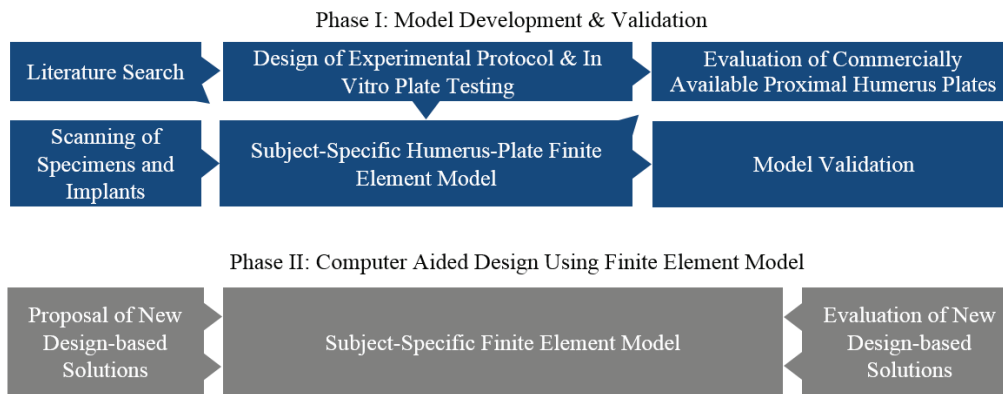 Phase I: Model Development & Validation
Literature Search
Design of Experimental Protocol & In
Vitro Plate Testing
Evaluation of Commercially
Available Proximal Humerus Plates
Scanning of
Specimens and
Implants
Subject-Specific Humerus-Plate Finite
Element Model
Model Validation
Phase II: Computer Aided Design Using Finite Element Model
Proposal of New
Design-based
Solutions
Subject-Specific Finite Element Model
Evaluation of New
Design-based
Solutions